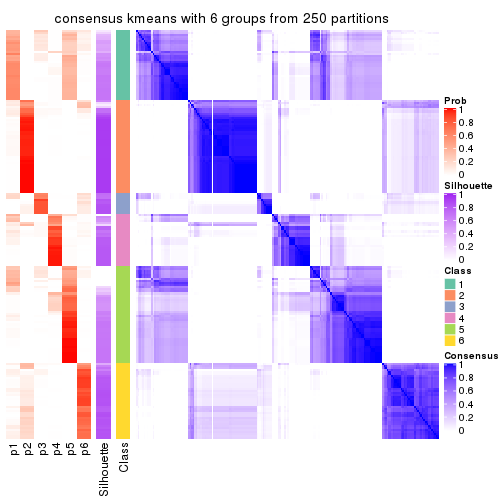 consensus kmeans with 6 groups from 250 partitions
Prob
1
0.8
0.6
0.4
0.2
0
Silhouette
1
0.8
0.6
0.4
0.2
0
Class
1
2
3
4
5
6
Consensus
1
0.8
0.6
0.4
0.2
0
p1
p2
p3
p4
p5
p6
Silhouette
Class